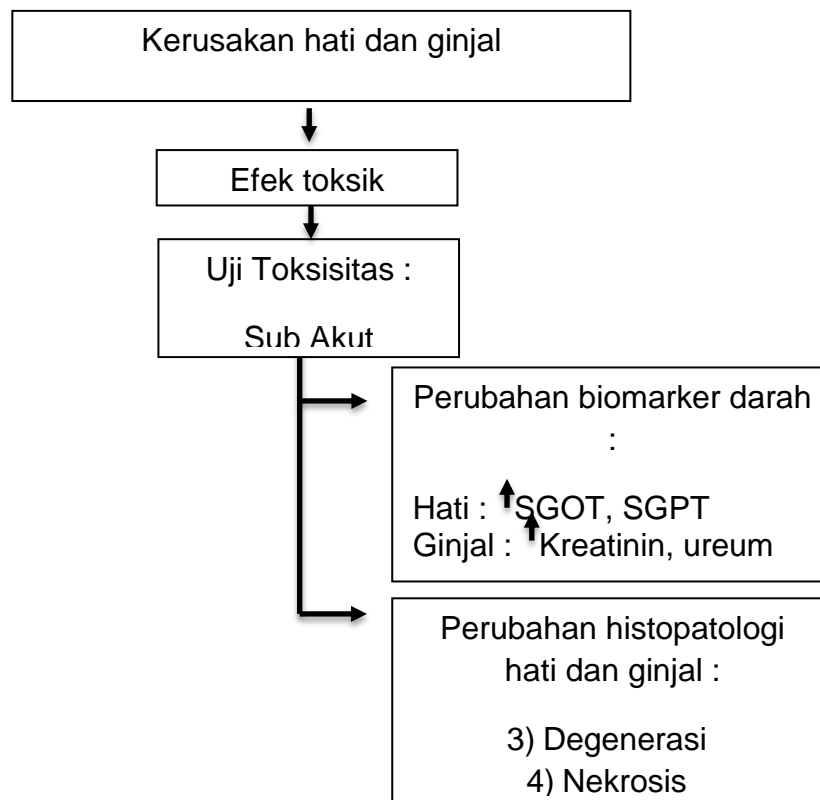 Kerusakan hati dan ginjal
Efek toksik
Uji Toksisitas :
Sub Akut
Perubahan biomarker darah
:
Hati : SGOT, SGPT
Ginjal : Kreatinin, ureum
Perubahan histopatologi
hati dan ginjal :
3) Degenerasi
4) Nekrosis